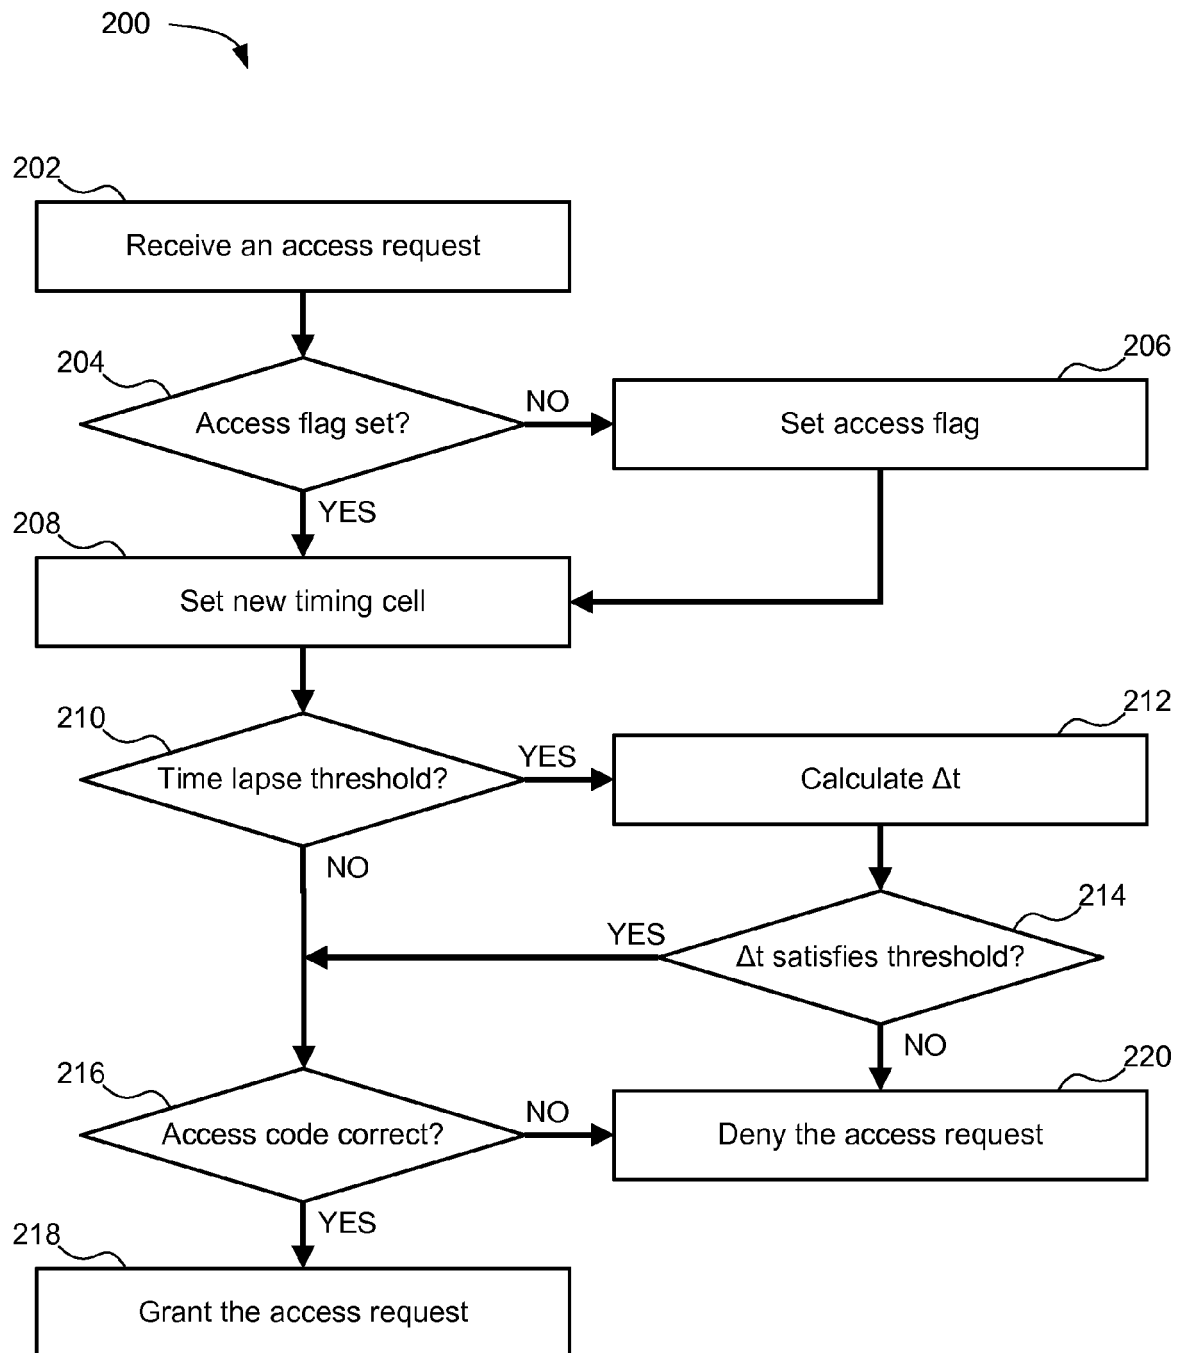 200
202
Receive an access request
204
Access flag set?
NO
206
Set access flag
YES
208
Set new timing cell
210
Time lapse threshold?
YES
212
Calculate Δt
NO
214
Δt satisfies threshold?
YES
NO
216
Access code correct?
NO
220
Deny the access request
YES
218
Grant the access request